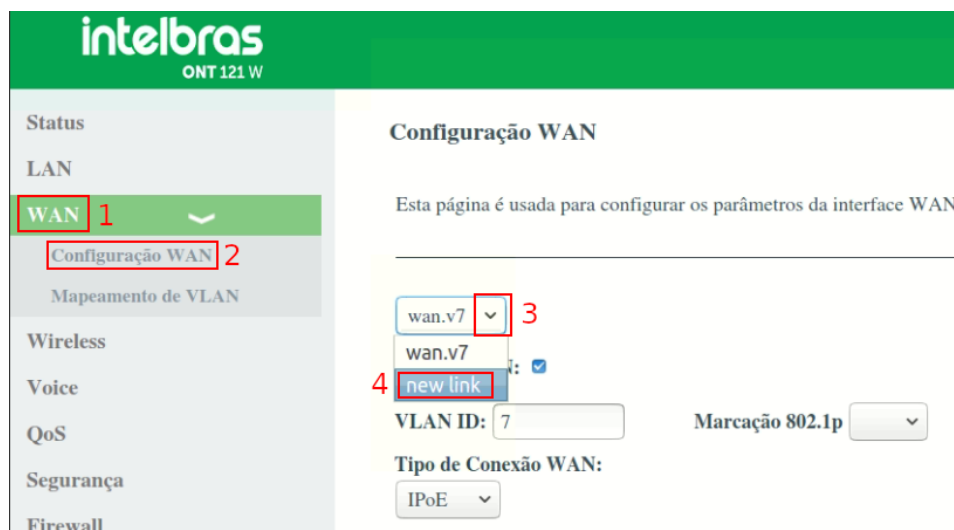 intelbras
ONT 121 W
Status
LAN
WAN 1
Configuração WAN 2
Mapeamento de VLAN
Wireless
Voice
QoS
Segurança
Firewall
Configuração WAN
Esta página é usada para configurar os parâmetros da interface WAN
wan.v7 3
wan.v7
4 new link
VLAN ID: 7 Marcação 802.1p
Tipo de Conexão WAN:
IPoE